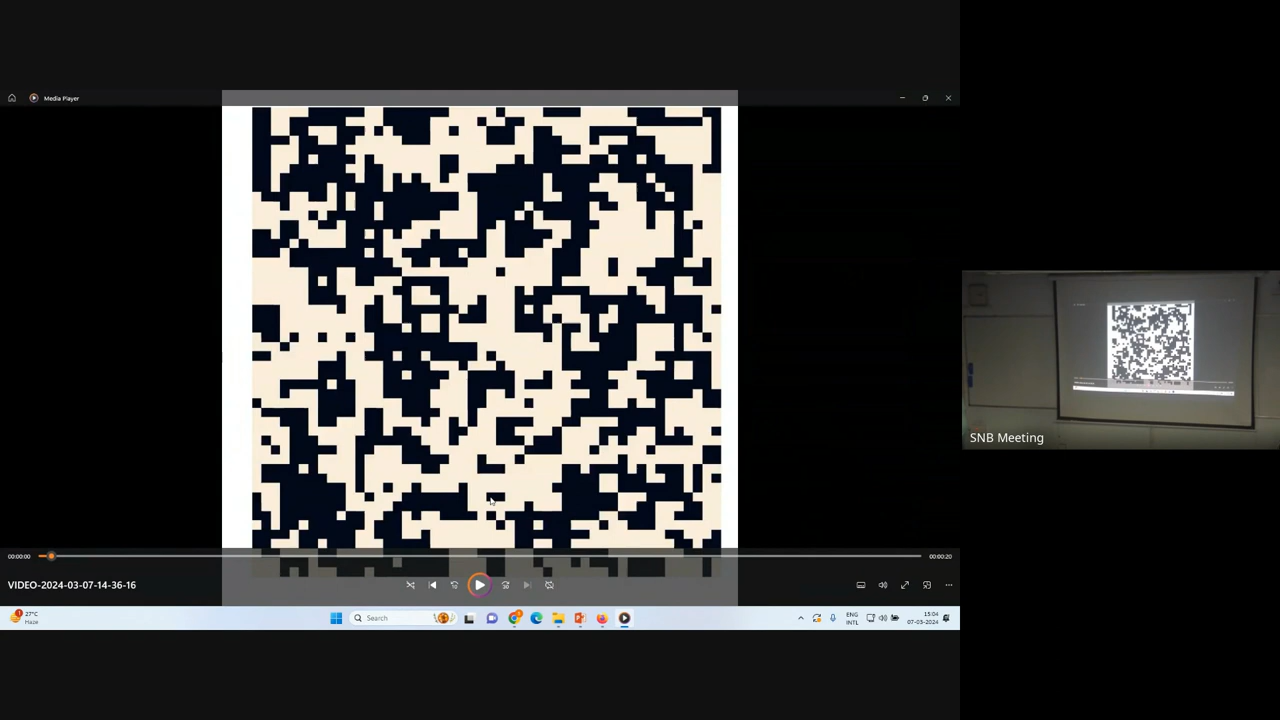 Media Player
SNB Meeting
00:00:00
00:00:20
VIDEO-2024-03-07-14-36-16
27°C
Haze
Search
ENG
INTL
15:04
07-03-2024